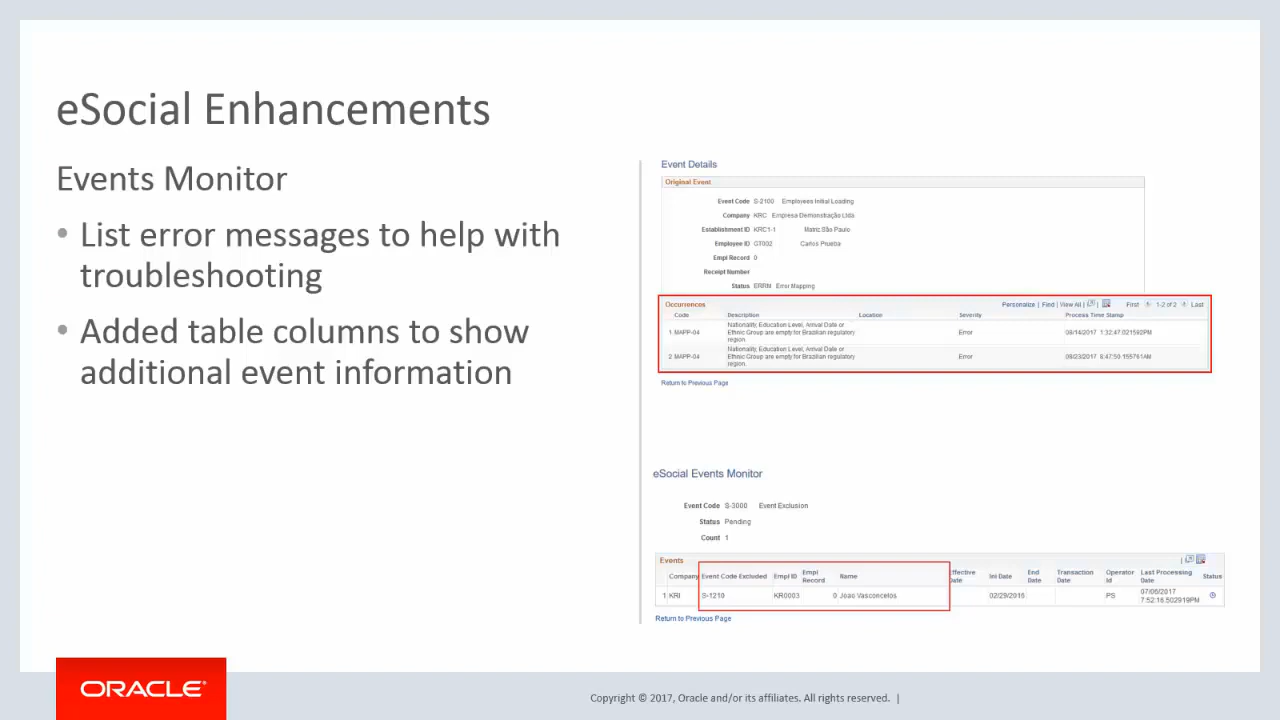 eSocial Enhancements
Events Monitor
• List error messages to help with
troubleshooting
• Added table columns to show
additional event information
Event Details
Original Event
Event Code S-2100 Employees Initial Loading
Company KRC Empresa Demonstração Ltda
Establishment ID KRC1-1 Matriz São Paulo
Employee ID GT002 Carlos Prueba
Empl Record 0
Receipt Number
Status ERRM Error Mapping
Occurrences Personalize | Find | View All | First 1-2 of 2 Last
Code Description Location Severity Process Time Stamp
1 MAPP-04 Nationality, Education Level, Arrival Date or
Ethnic Group are empty for Brazilian regulatory
region. Error 08/14/2017 1:32:47.021592PM
2 MAPP-04 Nationality, Education Level, Arrival Date or
Ethnic Group are empty for Brazilian regulatory
region. Error 08/23/2017 8:47:50.155761AM
Return to Previous Page
eSocial Events Monitor
Event Code S-3000 Event Exclusion
Status Pending
Count 1
Events
Company Event Code Excluded Empl ID Empl Record Name Effective Date Ini Date End Date Transaction Date Operator Id Last Processing Date Status
1 KRI S-1210 KR0003 0 Joao Vasconcelos 02/29/2016 PS 07/06/2017
7:52:16.502919PM
Return to Previous Page
ORACLE
Copyright © 2017, Oracle and/or its affiliates. All rights reserved. |